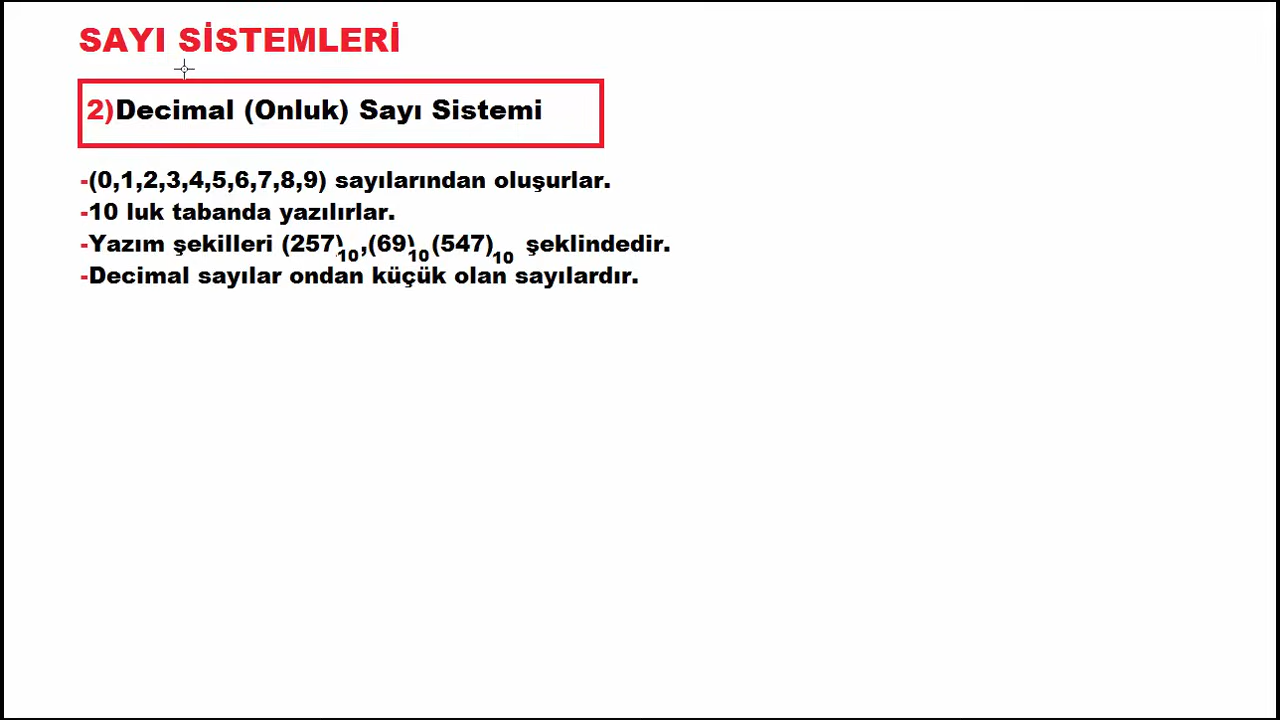 SAYI SİSTEMLERİ
2)Decimal (Onluk) Sayı Sistemi
-(0,1,2,3,4,5,6,7,8,9) sayılarından oluşurlar.
-10 luk tabanda yazılırlar.
-Yazım şekilleri (257)10,(69)10(547)10 şeklindedir.
-Decimal sayılar ondan küçük olan sayılardır.